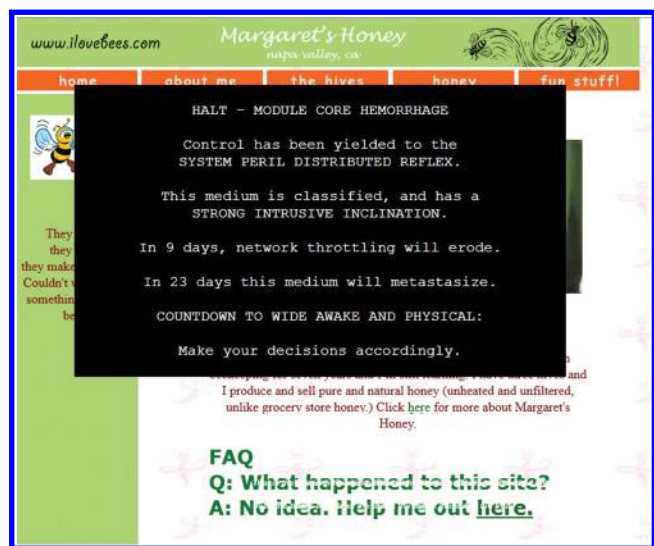 www.ilovebees.com
Margaret's Honey
napa valley, ca
home about me the hives honey fun stuff!
HALT - MODULE CORE HEMORRHAGE
Control has been yielded to the
SYSTEM PERIL DISTRIBUTED REFLEX.
This medium is classified, and has a
STRONG INTRUSIVE INCLINATION.
In 9 days, network throttling will erode.
In 23 days this medium will metastasize.
COUNTDOWN TO WIDE AWAKE AND PHYSICAL:
Make your decisions accordingly.
They
they
they make
Couldn't
I produce and sell pure and natural honey (unheated and unfiltered,
unlike grocery store honey.) Click here for more about Margaret's
Honey.
FAQ
Q: What happened to this site?
A: No idea. Help me out here.